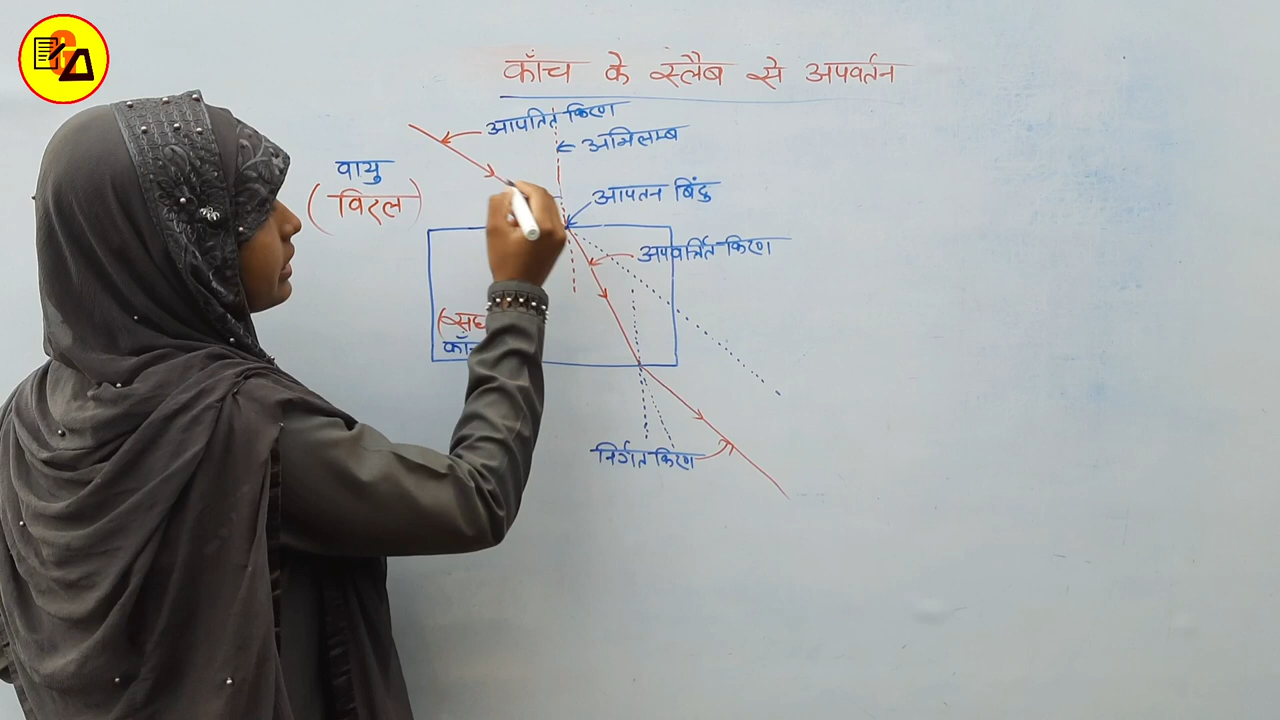 काँच के स्लैब से अपवर्तन
आपतित किरण
अभिलम्ब
वायु
(विरल)
आपतन बिंदु
अपवर्तित किरण
निर्गत किरण